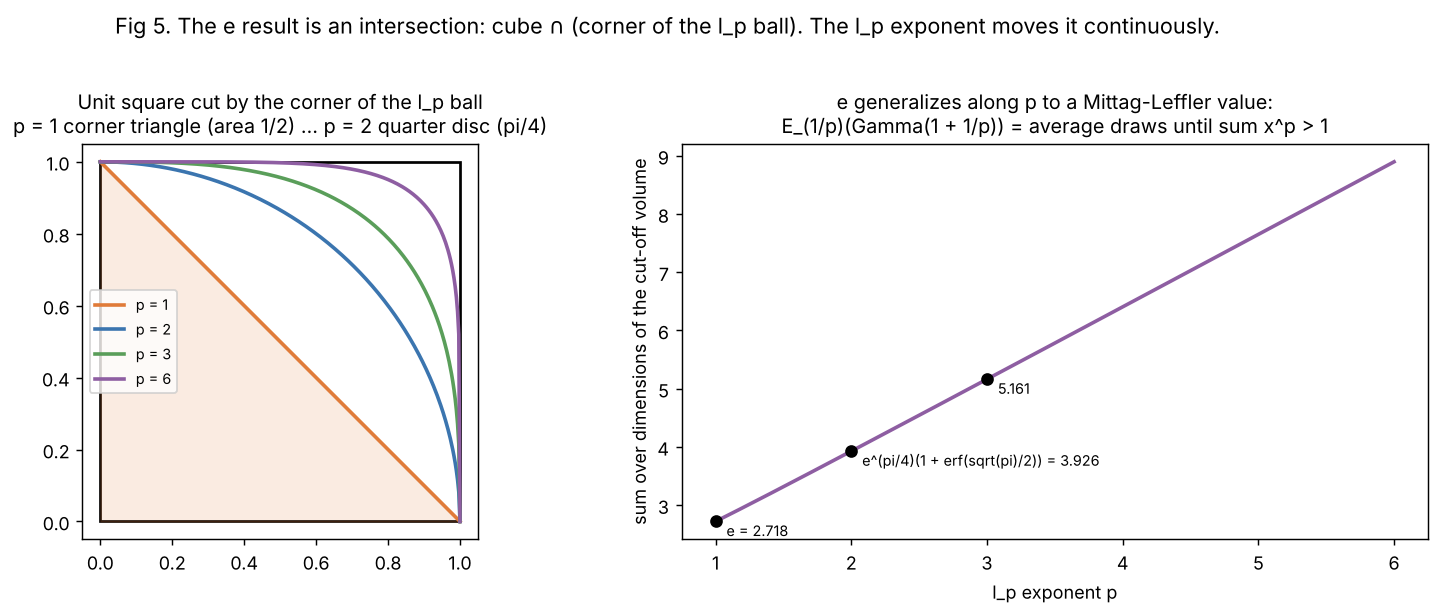 Fig 5. The e result is an intersection: cube ∩ (corner of the l_p ball). The l_p exponent moves it continuously.
Unit square cut by the corner of the l_p ball
p = 1 corner triangle (area 1/2) ... p = 2 quarter disc (pi/4)
1.0
0.8
0.6
0.4
0.2
0.0
p = 1
p = 2
p = 3
p = 6
0.0 0.2 0.4 0.6 0.8 1.0
e generalizes along p to a Mittag-Leffler value:
E_(1/p)(Gamma(1 + 1/p)) = average draws until sum x^p > 1
sum over dimensions of the cut-off volume
9
8
7
6
5
4
3
5.161
e^(pi/4)(1 + erf(sqrt(pi)/2)) = 3.926
e = 2.718
1 2 3 4 5 6
l_p exponent p